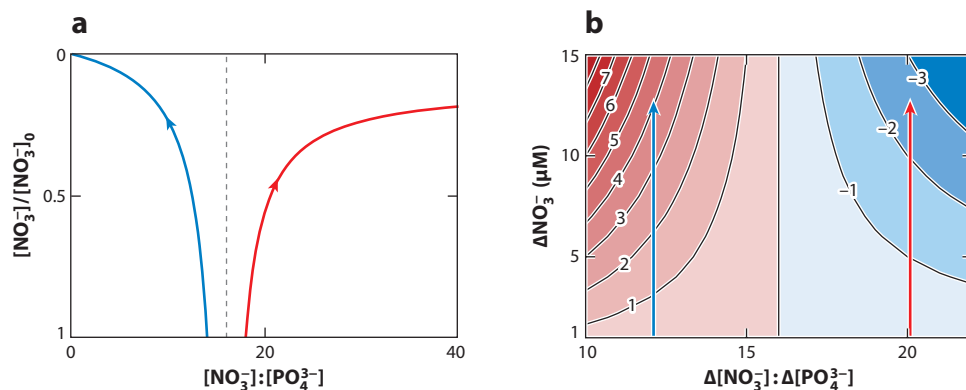 a
0
0.5
1
[NO₃⁻]/[NO₃⁻]₀
0 20 40
[NO₃⁻]:[PO₄³⁻]
b
15
10
5
1
ΔNO₃⁻ (µM)
7
6
5
4
3
2
1
–1
–2
–3
10 15 20
Δ[NO₃⁻]:Δ[PO₄³⁻]